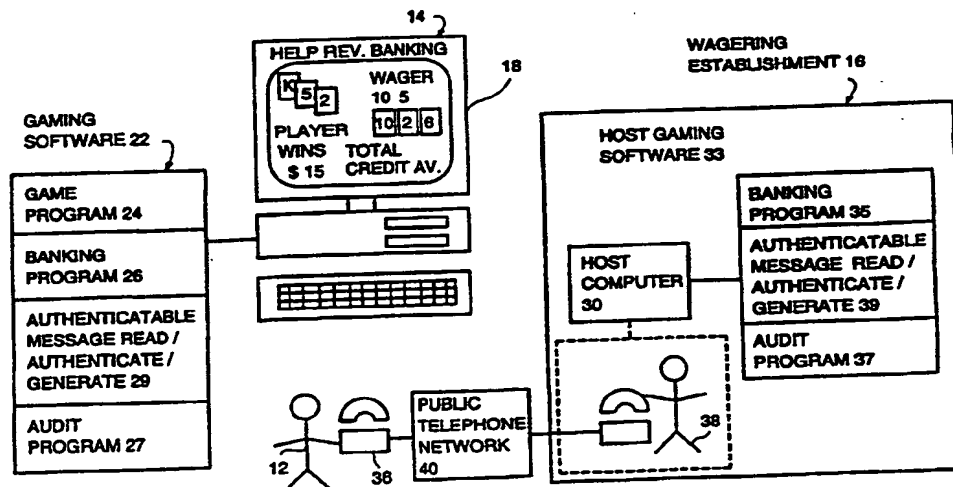 GAMING
SOFTWARE 22
GAME
PROGRAM 24
BANKING
PROGRAM 26
AUTHENTICATABLE
MESSAGE READ /
AUTHENTICATE /
GENERATE 29
AUDIT
PROGRAM 27
14
HELP REV. BANKING
18
K 5 2
WAGER
10 5
10 2 6
PLAYER
WINS
$ 15
TOTAL
CREDIT AV.
12
36
PUBLIC
TELEPHONE
NETWORK
40
WAGERING
ESTABLISHMENT 16
HOST GAMING
SOFTWARE 33
HOST
COMPUTER
30
BANKING
PROGRAM 35
AUTHENTICATABLE
MESSAGE READ /
AUTHENTICATE /
GENERATE 39
AUDIT
PROGRAM 37
38